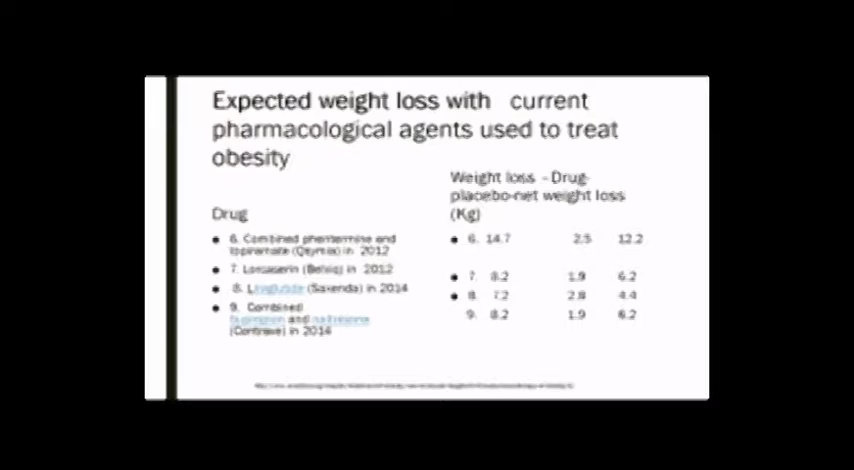 Expected weight loss with current
pharmacological agents used to treat
obesity
Weight loss - Drug-
placebo-net weight loss
(Kg)
Drug
• 6. Combined phentermine and
topiramate (Qsymia) in 2012
• 6. 14.7 2.5 12.2
• 7. Lorcaserin (Belviq) in 2012
• 7. 8.2 1.9 6.2
• 8. Liraglutide (Saxenda) in 2014
• 8. 7.2 2.8 4.4
• 9. Combined
bupropion and naltrexone
(Contrave) in 2014
9. 8.2 1.9 6.2